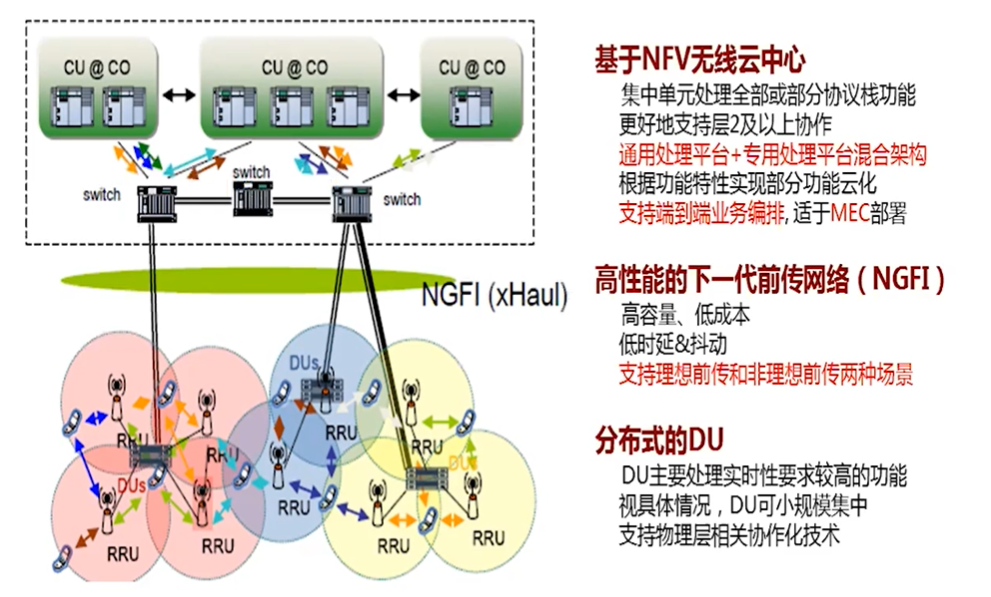 CU @ CO
CU @ CO
CU @ CO
switch
switch
switch
NGFI (xHaul)
DUs
RRU
RRU
RRU
DUs
DUs
RRU
RRU
RRU
RRU
RRU
基于NFV无线云中心
集中单元处理全部或部分协议栈功能
更好地支持层2及以上协作
通用处理平台+专用处理平台混合架构
根据功能特性实现部分功能云化
支持端到端业务编排, 适于MEC部署
高性能的下一代前传网络（NGFI）
高容量、低成本
低时延&抖动
支持理想前传和非理想前传两种场景
分布式的DU
DU主要处理实时性要求较高的功能
视具体情况，DU可小规模集中
支持物理层相关协作化技术